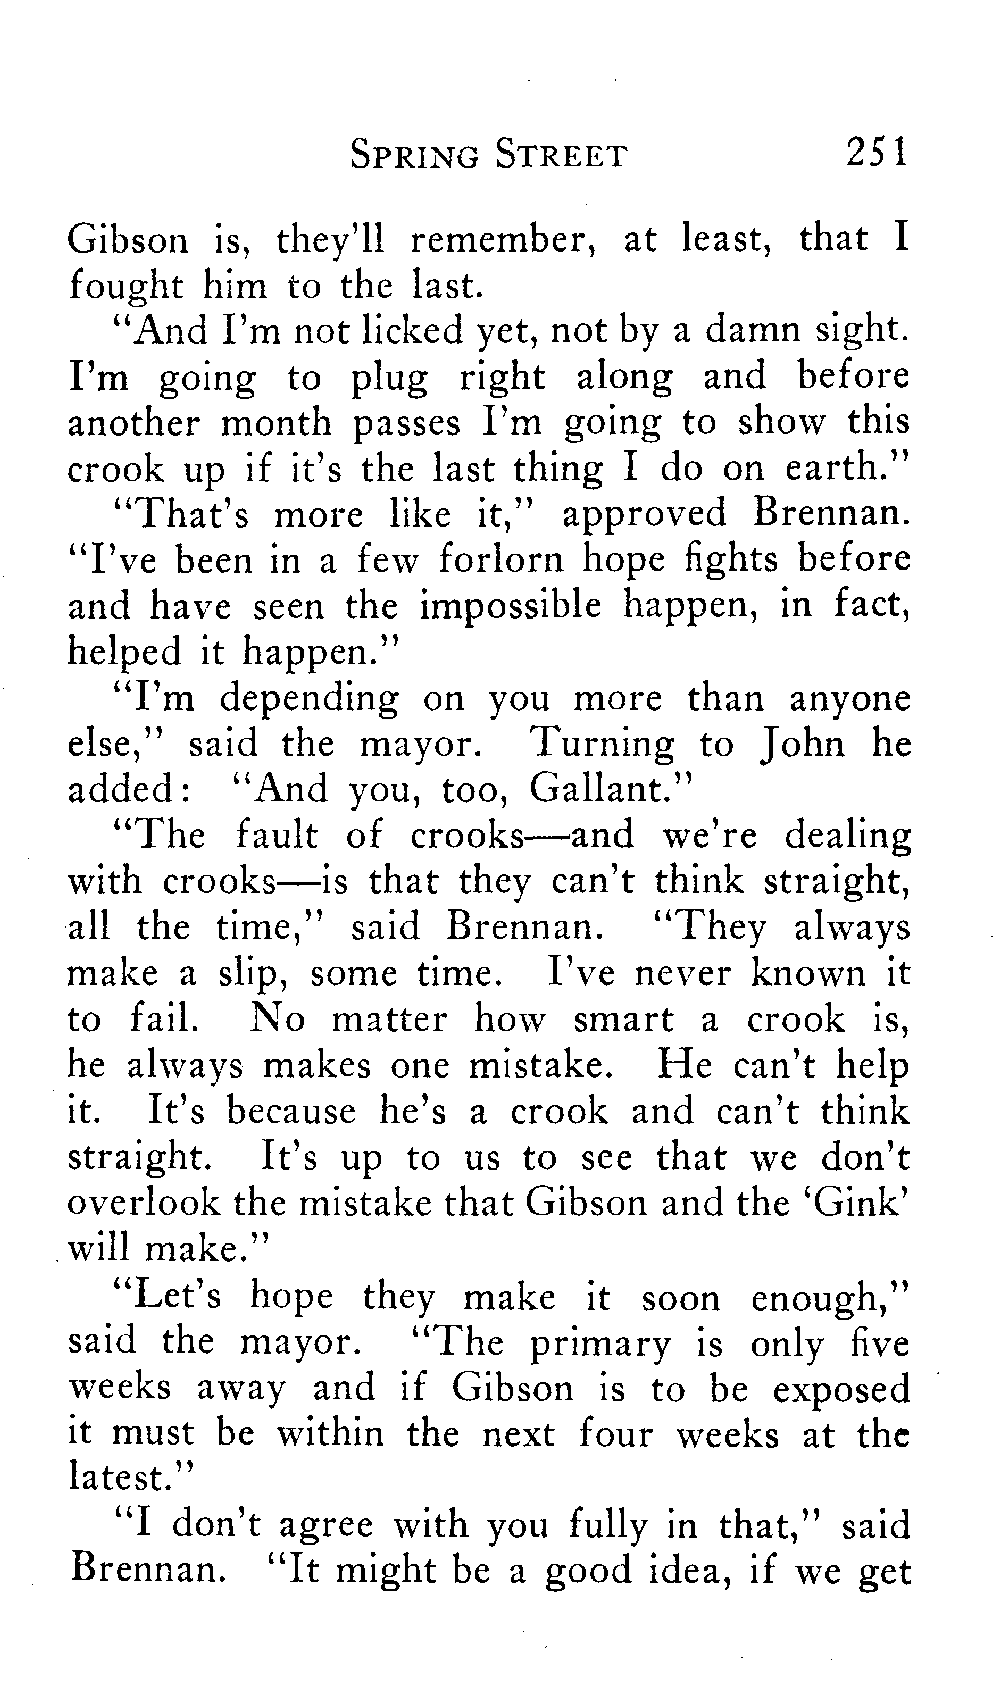 SPRING STREET 251
Gibson is, they'll remember, at least, that I
fought him to the last.
“And I'm not licked yet, not by a damn sight.
I'm going to plug right along and before
another month passes I'm going to show this
crook up if it's the last thing I do on earth.”
“That's more like it,” approved Brennan.
“I've been in a few forlorn hope fights before
and have seen the impossible happen, in fact,
helped it happen.”
“I'm depending on you more than anyone
else,” said the mayor. Turning to John he
added: “And you, too, Gallant.”
“The fault of crooks—and we're dealing
with crooks—is that they can't think straight,
all the time,” said Brennan. “They always
make a slip, some time. I've never known it
to fail. No matter how smart a crook is,
he always makes one mistake. He can't help
it. It's because he's a crook and can't think
straight. It's up to us to see that we don't
overlook the mistake that Gibson and the ‘Gink’
will make.”
“Let's hope they make it soon enough,”
said the mayor. “The primary is only five
weeks away and if Gibson is to be exposed
it must be within the next four weeks at the
latest.”
“I don't agree with you fully in that,” said
Brennan. “It might be a good idea, if we get